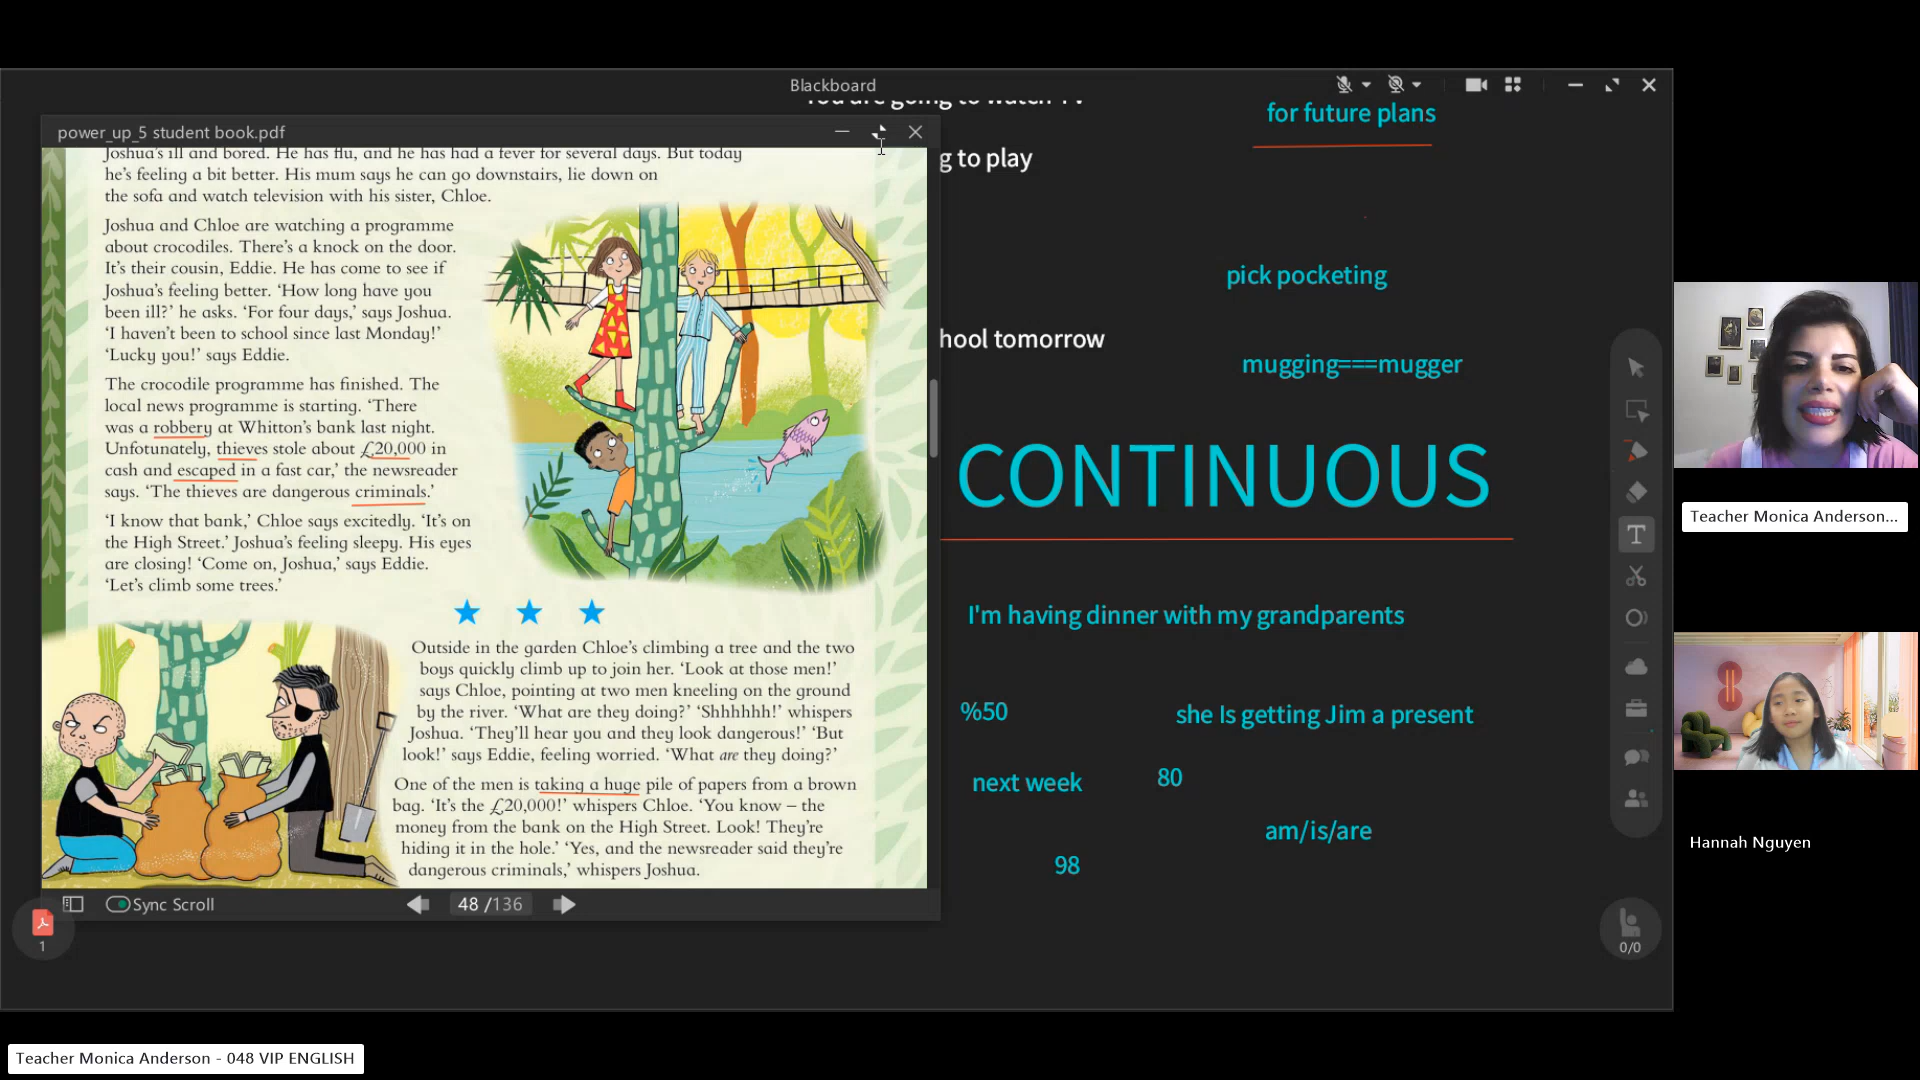 Blackboard
You are going to watch TV
for future plans
power_up_5 student book.pdf
g to play
Joshua's ill and bored. He has flu, and he has had a fever for several days. But today
he's feeling a bit better. His mum says he can go downstairs, lie down on
the sofa and watch television with his sister, Chloe.
Joshua and Chloe are watching a programme
about crocodiles. There's a knock on the door.
It's their cousin, Eddie. He has come to see if
Joshua's feeling better. 'How long have you
been ill?' he asks. 'For four days,' says Joshua.
'I haven't been to school since last Monday!'
'Lucky you!' says Eddie.
The crocodile programme has finished. The
local news programme is starting. 'There
was a robbery at Whitton's bank last night.
Unfortunately, thieves stole about £20,000 in
cash and escaped in a fast car,' the newsreader
says. 'The thieves are dangerous criminals.'
'I know that bank,' Chloe says excitedly. 'It's on
the High Street.' Joshua's feeling sleepy. His eyes
are closing! 'Come on, Joshua,' says Eddie.
'Let's climb some trees.'
Outside in the garden Chloe's climbing a tree and the two
boys quickly climb up to join her. 'Look at those men!'
says Chloe, pointing at two men kneeling on the ground
by the river. 'What are they doing?' 'Shhhhhh!' whispers
Joshua. 'They'll hear you and they look dangerous!' 'But
look!' says Eddie, feeling worried. 'What are they doing?'
One of the men is taking a huge pile of papers from a brown
bag. 'It's the £20,000!' whispers Chloe. 'You know – the
money from the bank on the High Street. Look! They're
hiding it in the hole.' 'Yes, and the newsreader said they're
dangerous criminals,' whispers Joshua.
Sync Scroll
48 /136
1
pick pocketing
hool tomorrow
mugging===mugger
CONTINUOUS
I'm having dinner with my grandparents
%50
she Is getting Jim a present
next week
80
am/is/are
98
T
0/0
Teacher Monica Anderson...
Hannah Nguyen
Teacher Monica Anderson - 048 VIP ENGLISH